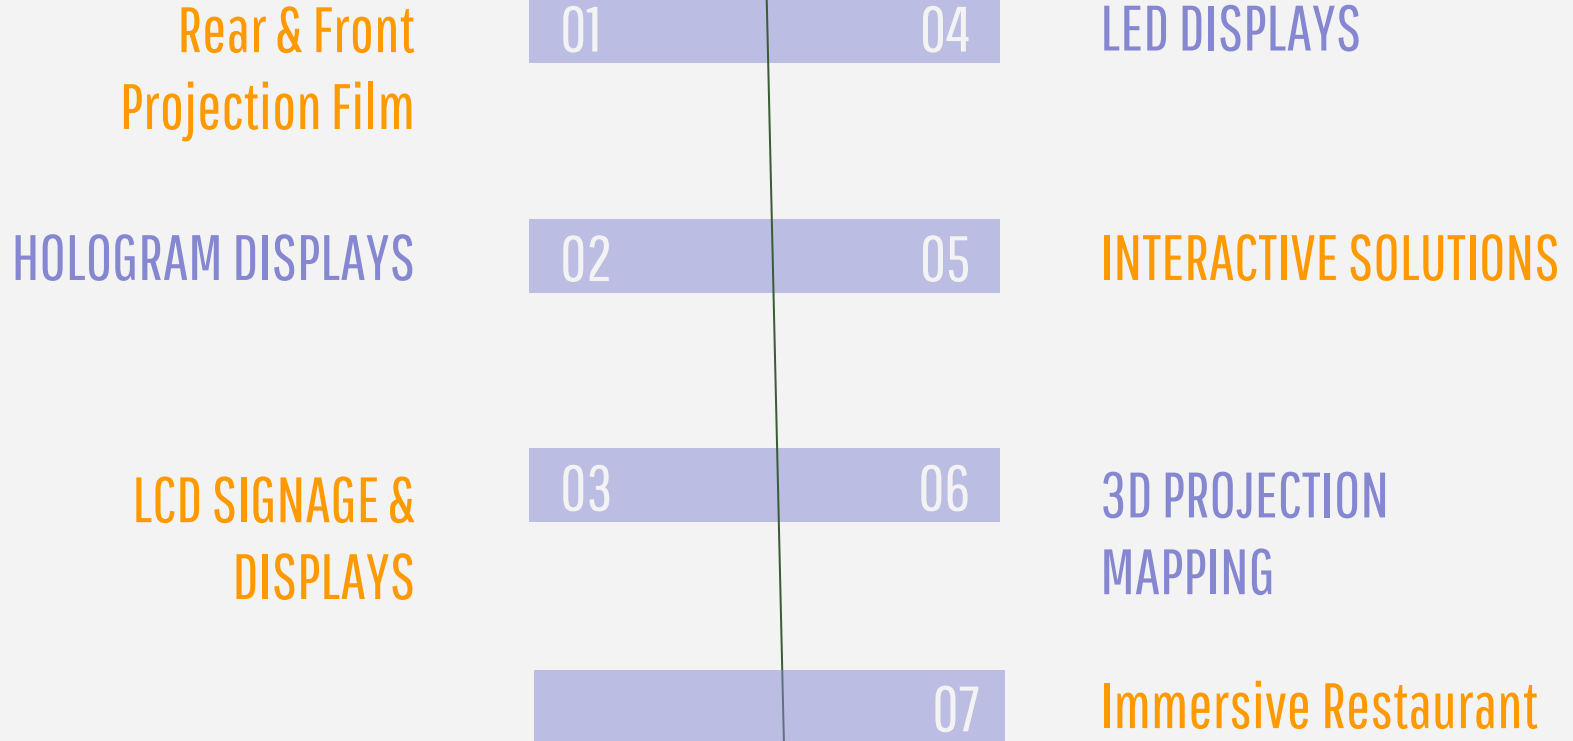 Rear & Front
Projection Film
01
04
LED DISPLAYS
HOLOGRAM DISPLAYS
02
05
INTERACTIVE SOLUTIONS
LCD SIGNAGE &
DISPLAYS
03
06
3D PROJECTION
MAPPING
07
Immersive Restaurant